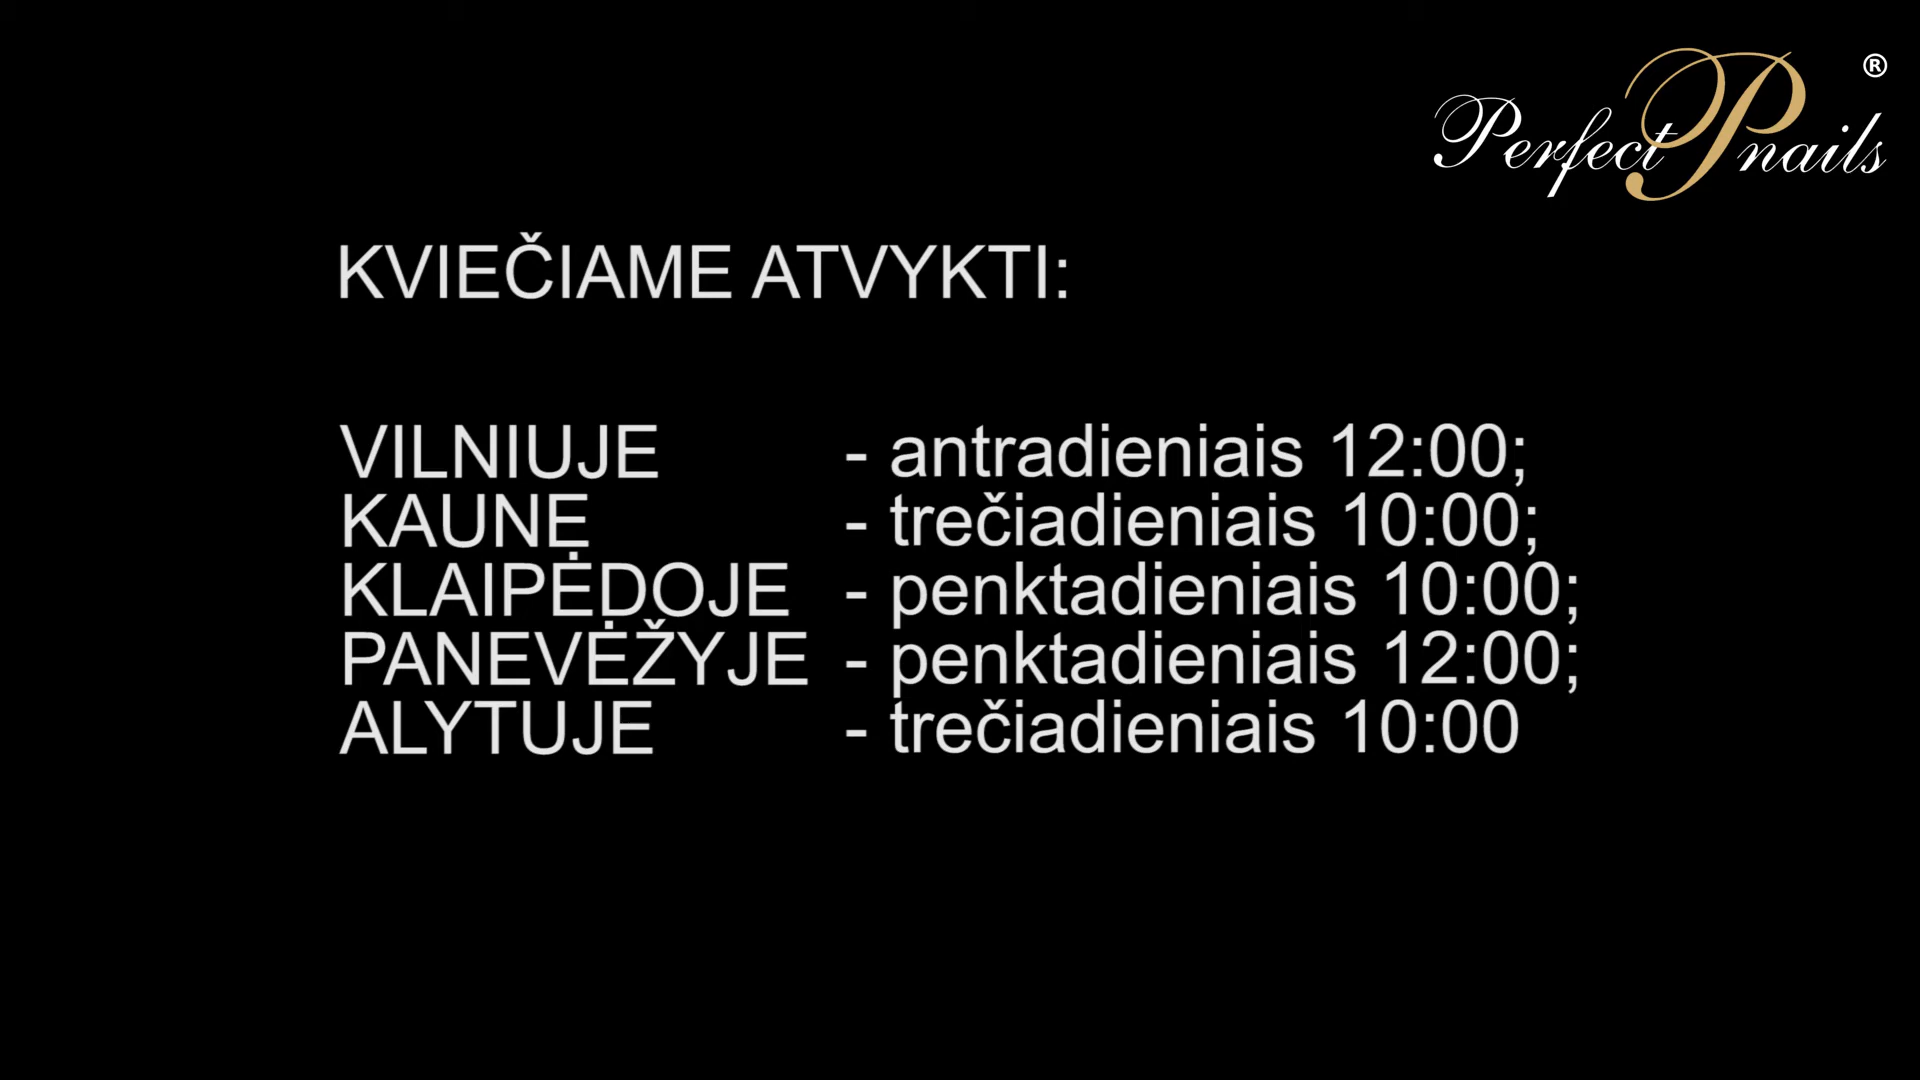 Perfect nails ®
KVIEČIAME ATVYKTI:
VILNIUJE - antradieniais 12:00;
KAUNE - trečiadieniais 10:00;
KLAIPĖDOJE - penktadieniais 10:00;
PANEVĖŽYJE - penktadieniais 12:00;
ALYTUJE - trečiadieniais 10:00